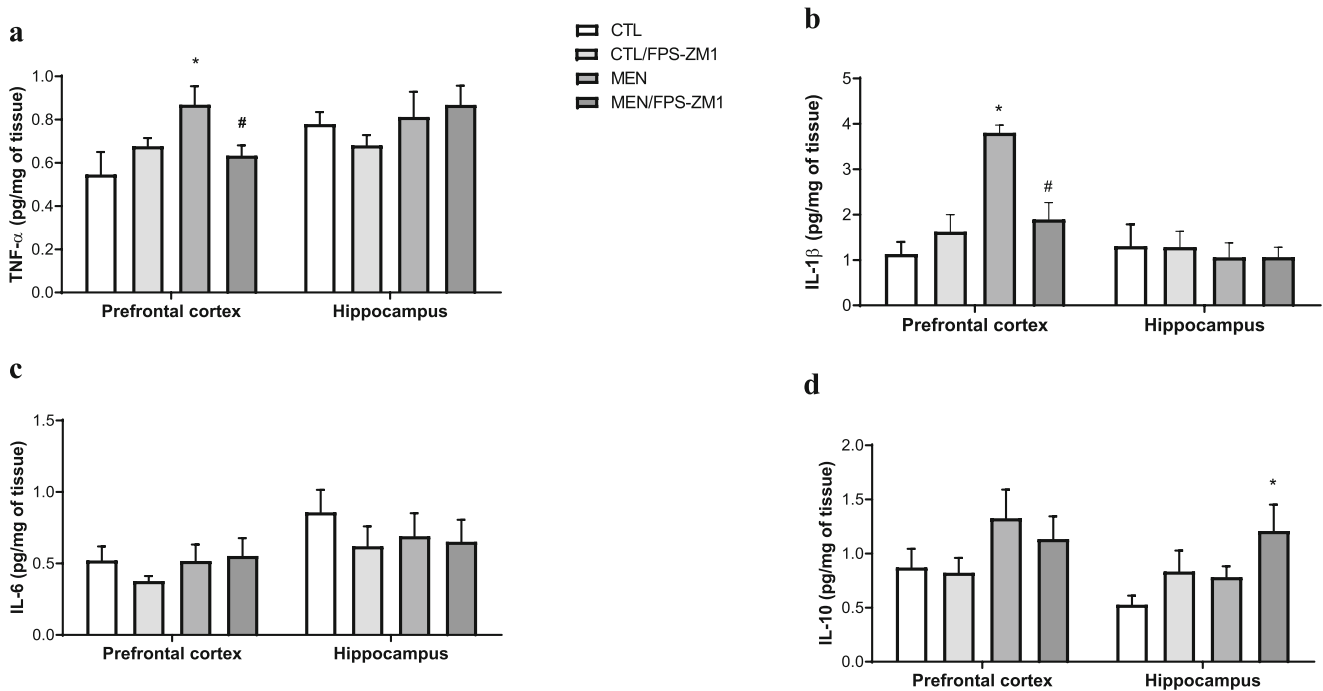 a
TNF-α (pg/mg of tissue)
1.0
0.8
0.6
0.4
0.2
0.0
*
#
Prefrontal cortex
Hippocampus
CTL
CTL/FPS-ZM1
MEN
MEN/FPS-ZM1
b
IL-1β (pg/mg of tissue)
5
4
3
2
1
0
*
#
Prefrontal cortex
Hippocampus
c
IL-6 (pg/mg of tissue)
1.5
1.0
0.5
0.0
Prefrontal cortex
Hippocampus
d
IL-10 (pg/mg of tissue)
2.0
1.5
1.0
0.5
0.0
*
Prefrontal cortex
Hippocampus